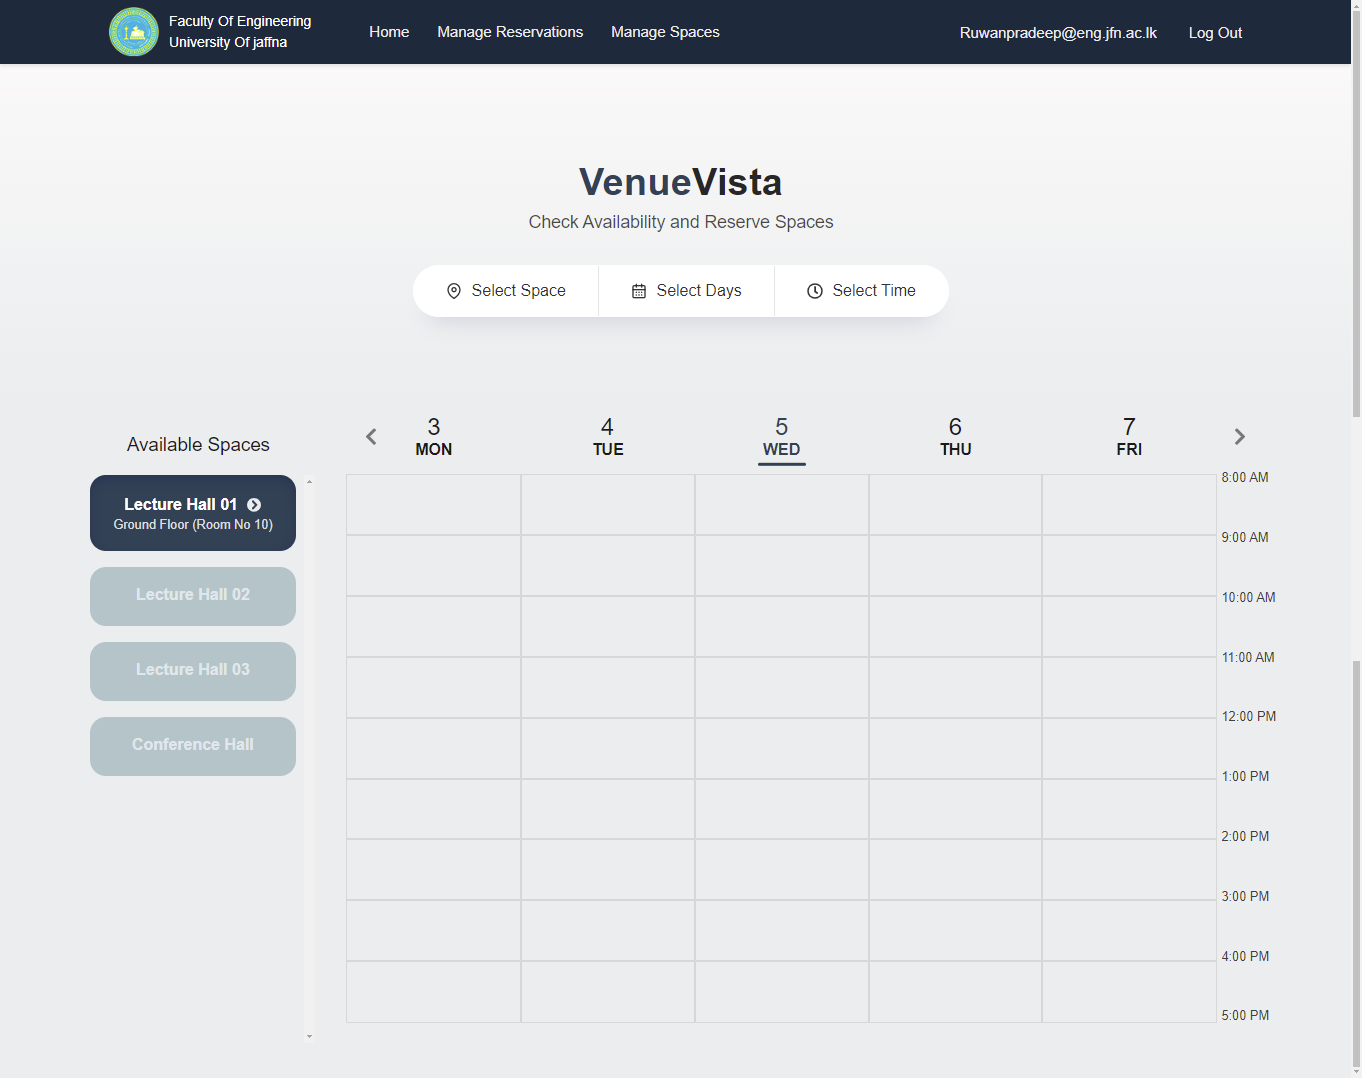 Faculty Of Engineering
University Of jaffna
Home
Manage Reservations
Manage Spaces
Ruwanpradeep@eng.jfn.ac.lk
Log Out
VenueVista
Check Availability and Reserve Spaces
Select Space
Select Days
Select Time
Available Spaces
Lecture Hall 01
Ground Floor (Room No 10)
Lecture Hall 02
Lecture Hall 03
Conference Hall
3
MON
4
TUE
5
WED
6
THU
7
FRI
8:00 AM
9:00 AM
10:00 AM
11:00 AM
12:00 PM
1:00 PM
2:00 PM
3:00 PM
4:00 PM
5:00 PM